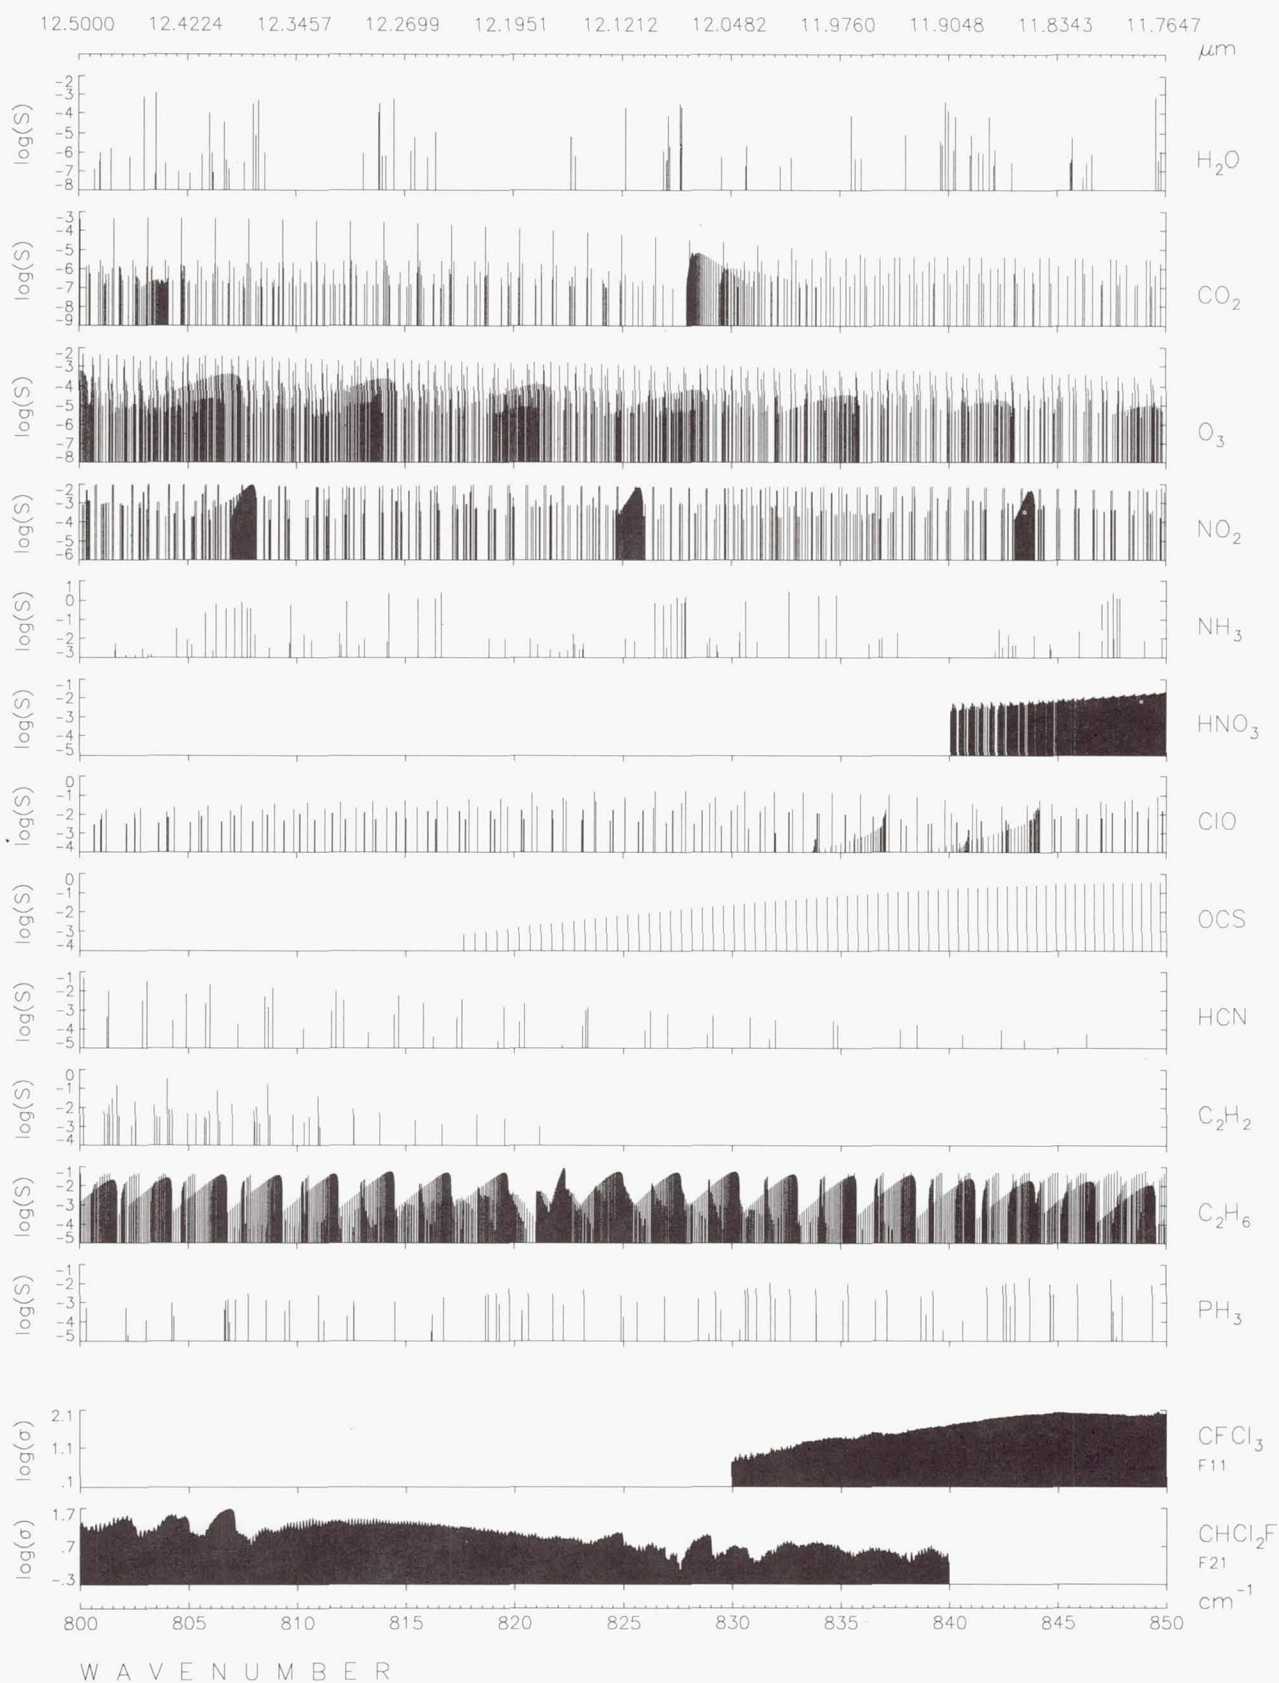 12.5000 12.4224 12.3457 12.2699 12.1951 12.1212 12.0482 11.9760 11.9048 11.8343 11.7647
μm
log(S) -2 -3 -4 -5 -6 -7 -8 H₂O
log(S) -3 -4 -5 -6 -7 -8 -9 CO₂
log(S) -2 -3 -4 -5 -6 -7 -8 O₃
log(S) -2 -3 -4 -5 -6 NO₂
log(S) 1 0 -1 -2 -3 NH₃
log(S) -1 -2 -3 -4 -5 HNO₃
log(S) 0 -1 -2 -3 -4 ClO
log(S) 0 -1 -2 -3 -4 OCS
log(S) -1 -2 -3 -4 -5 HCN
log(S) 0 -1 -2 -3 -4 C₂H₂
log(S) -1 -2 -3 -4 -5 C₂H₆
log(S) -1 -2 -3 -4 -5 PH₃
log(σ) 2.1 1.1 .1 CFCl₃
F11
log(σ) 1.7 .7 -.3 CHCl₂F
F21
cm⁻¹
800 805 810 815 820 825 830 835 840 845 850
WAVENUMBER